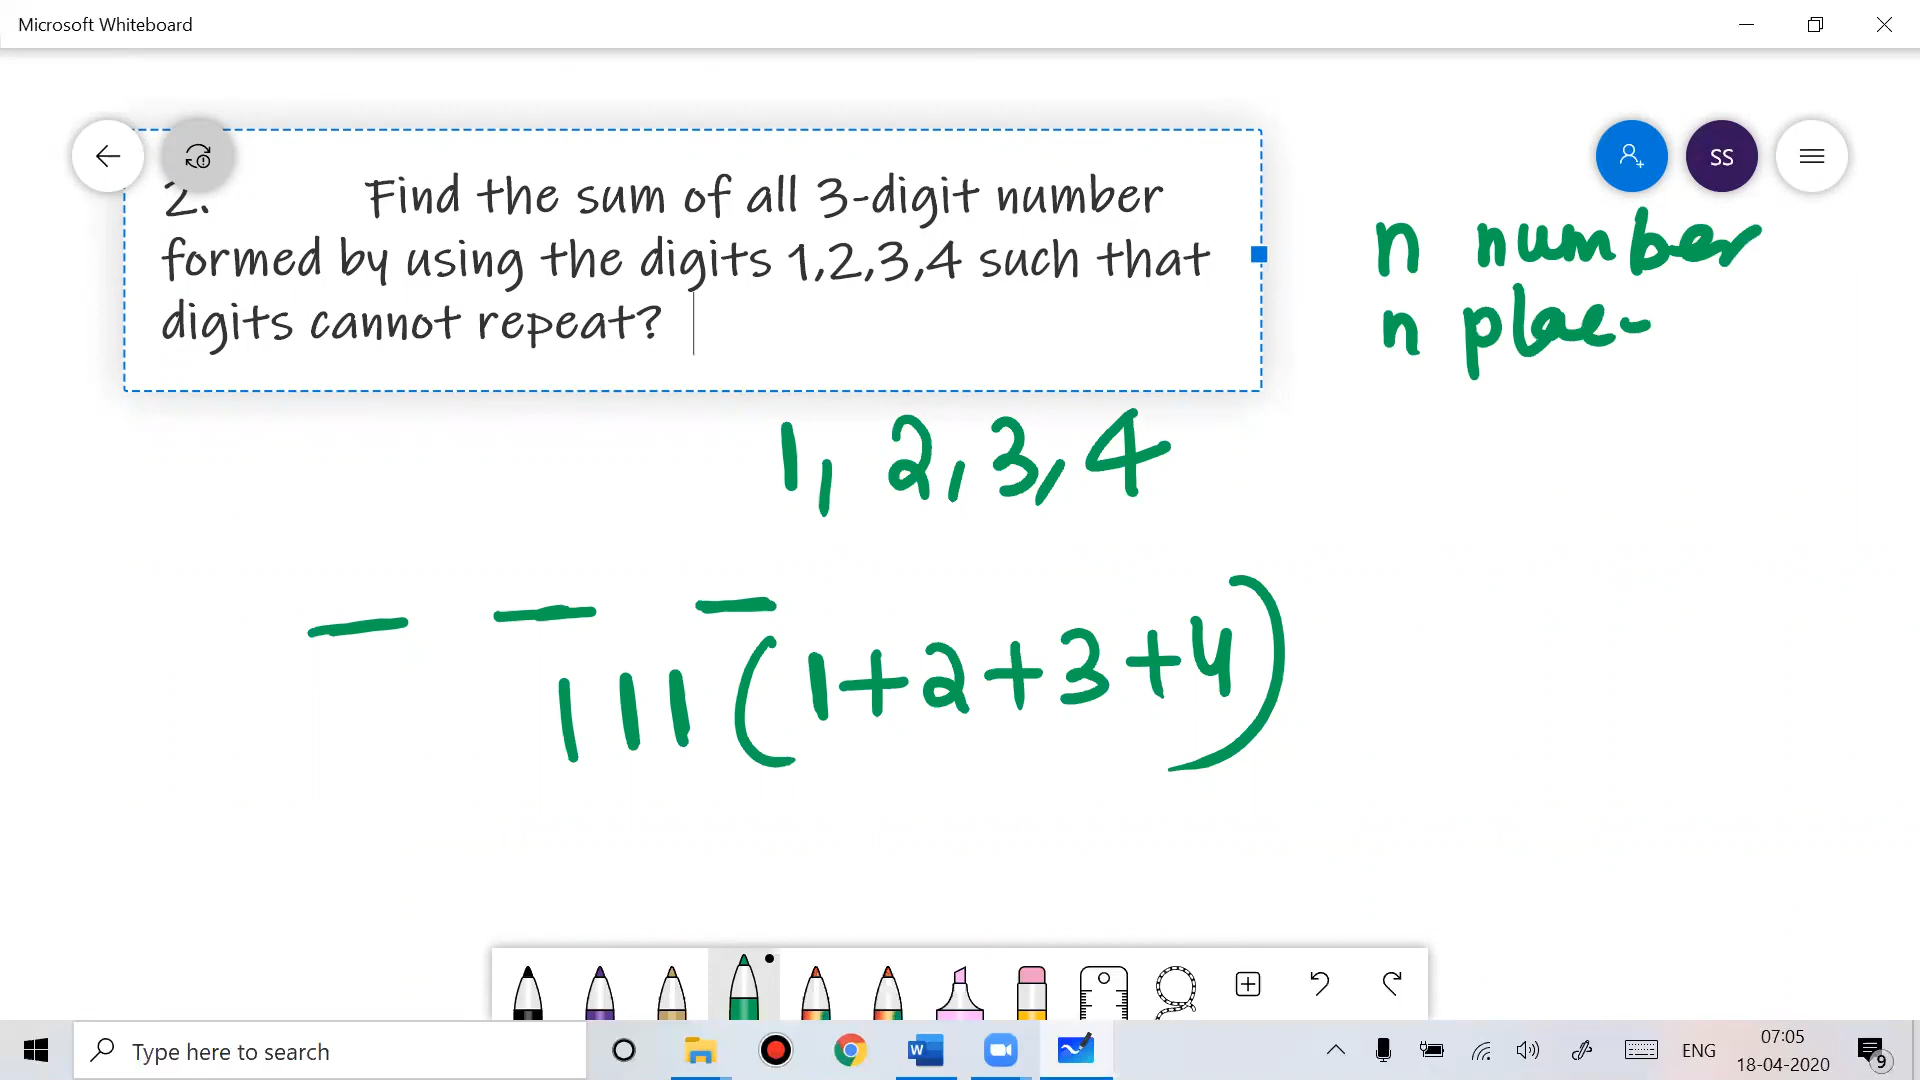 Microsoft Whiteboard
SS
2. Find the sum of all 3-digit number
formed by using the digits 1,2,3,4 such that
digits cannot repeat?
n number
n
1, 2, 3, 4
111 (1+2+3+4)
Type here to search
ENG
07:05
18-04-2020
9